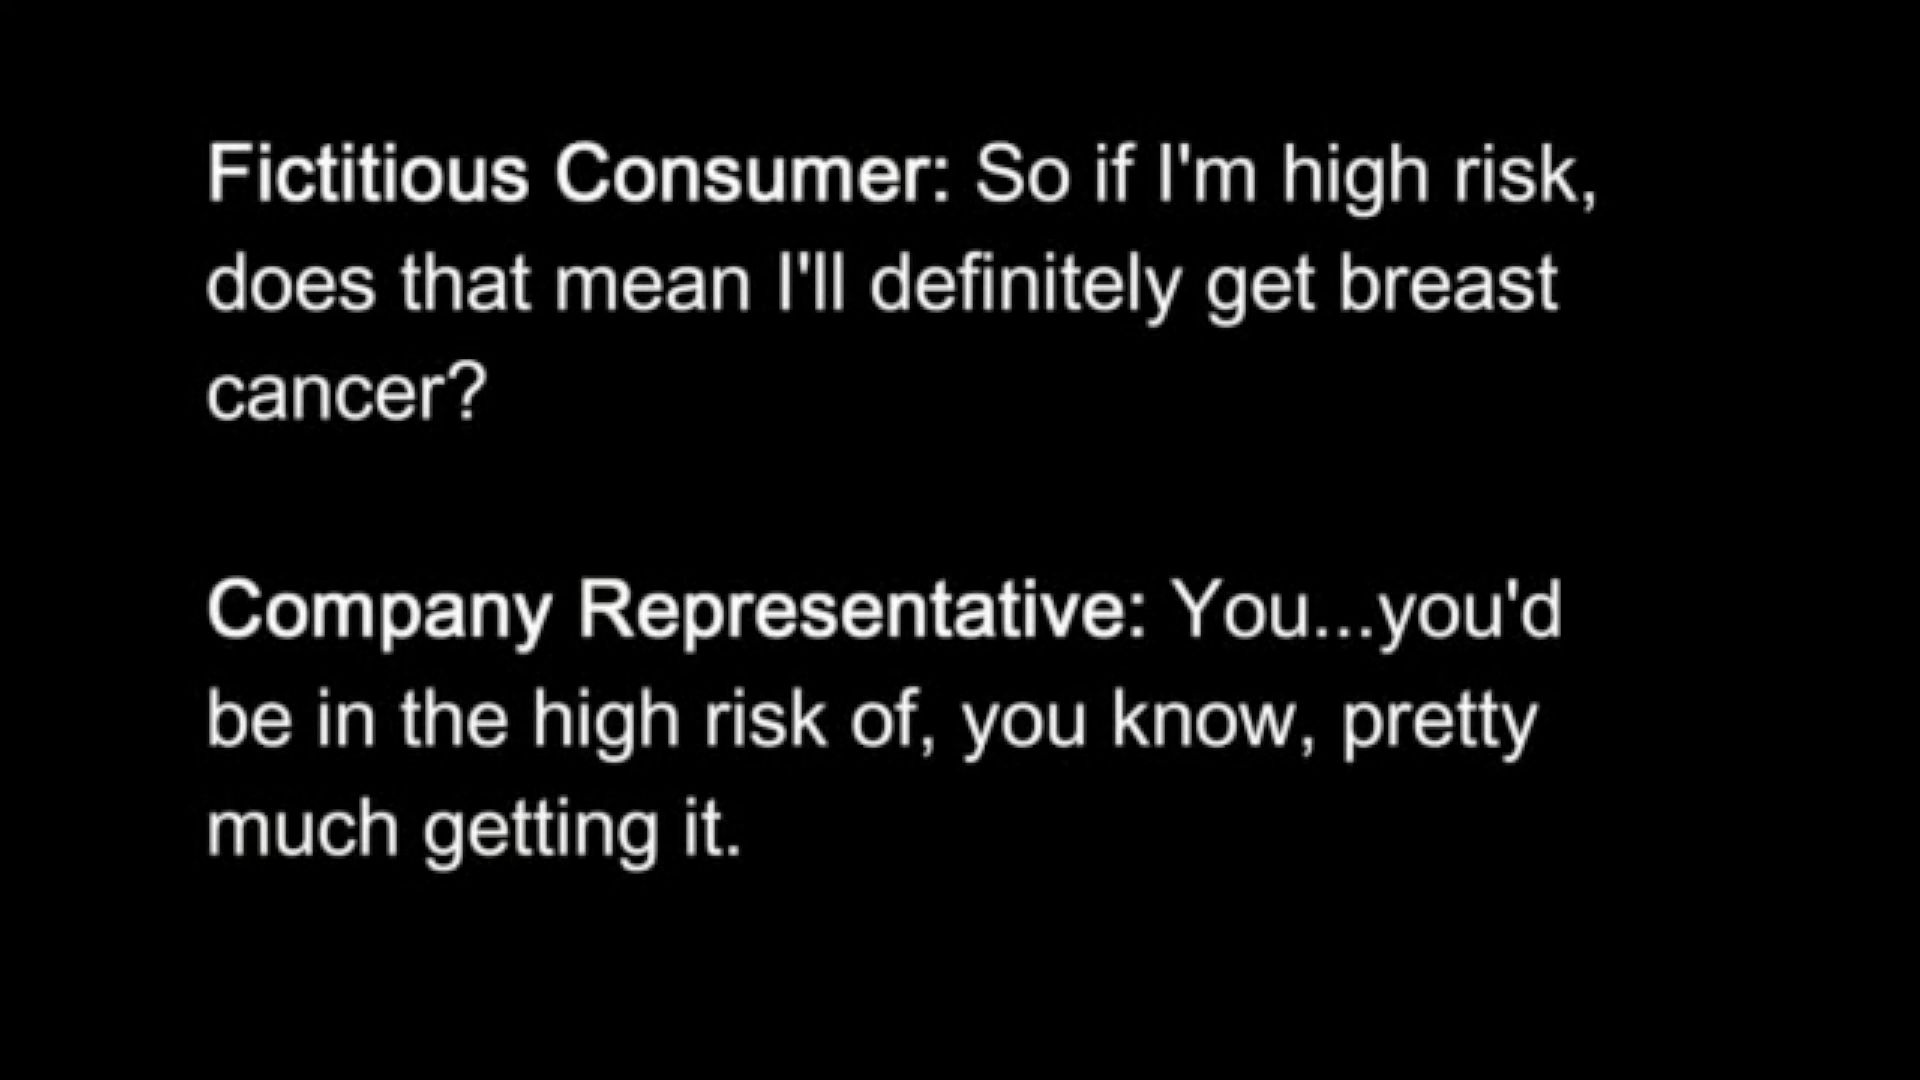 Fictitious Consumer: So if I'm high risk,
does that mean I'll definitely get breast
cancer?
Company Representative: You...you'd
be in the high risk of, you know, pretty
much getting it.